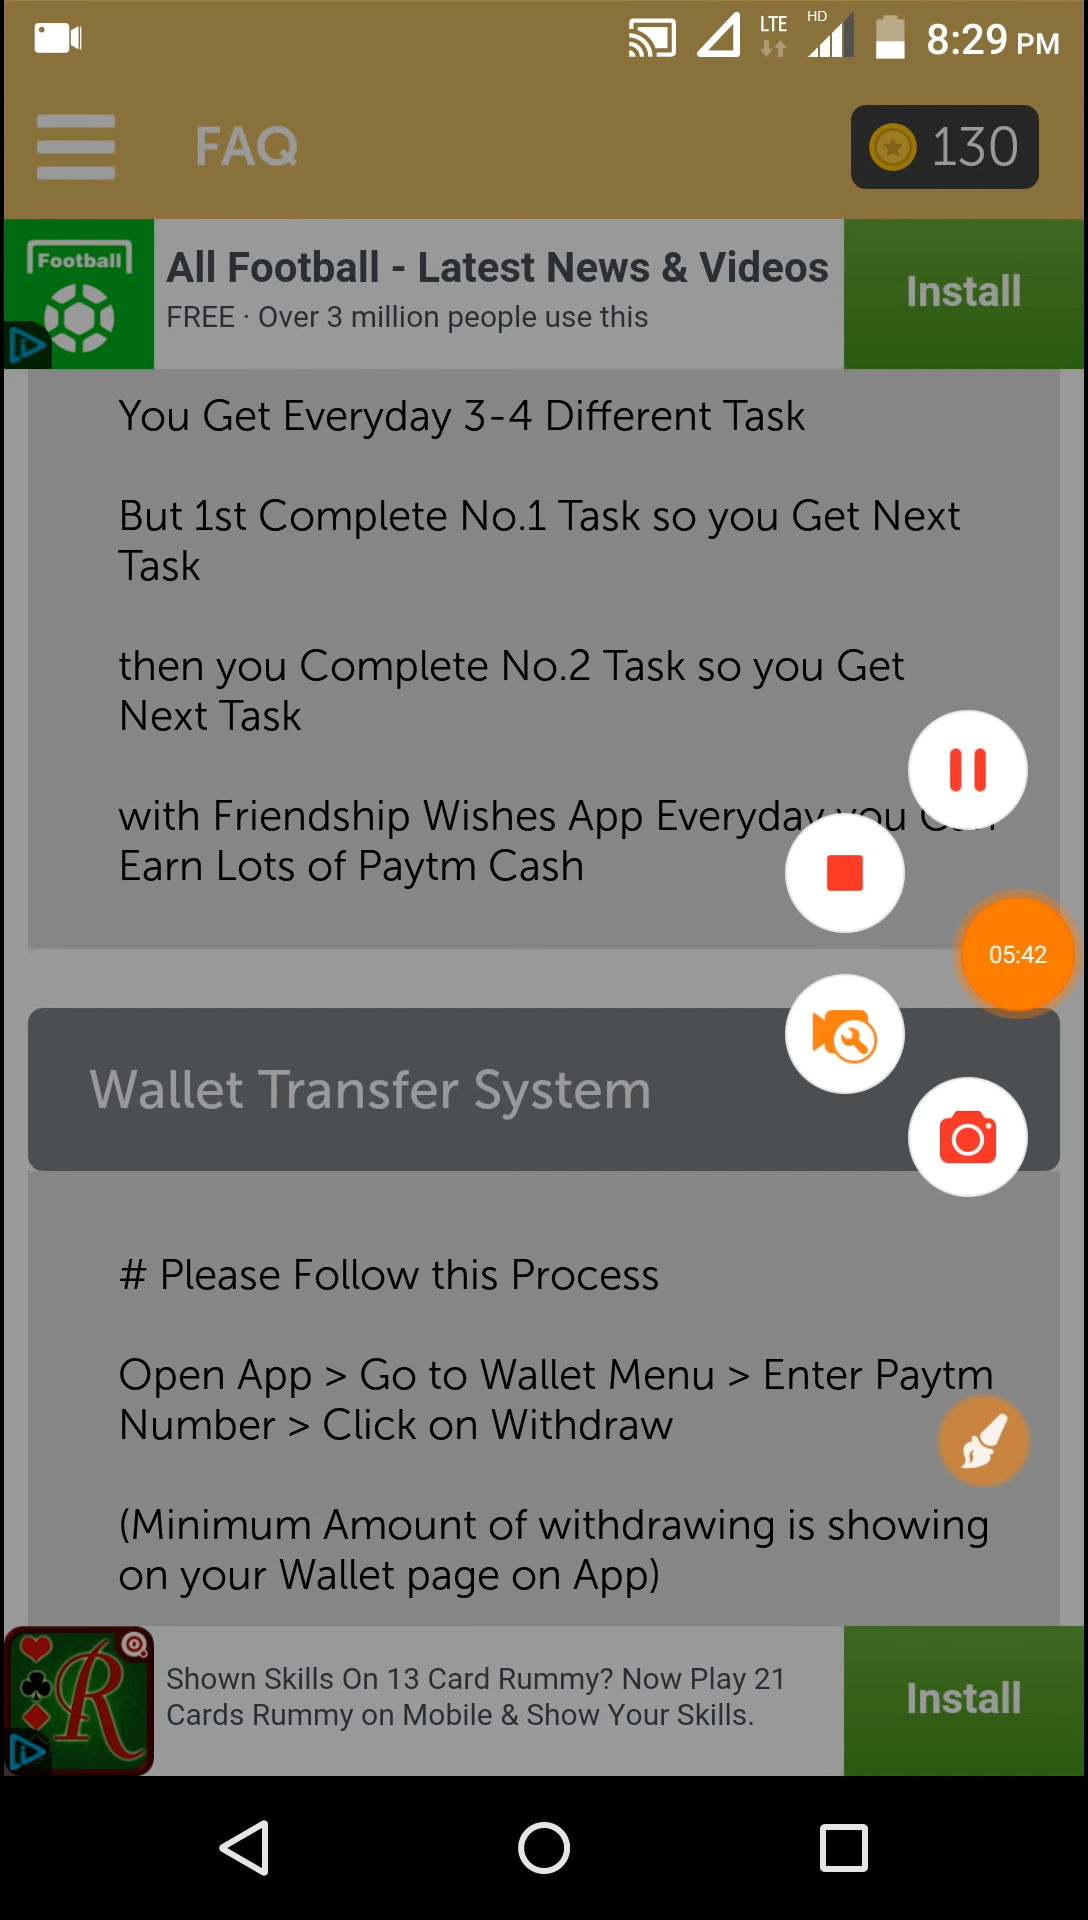 LTE
HD
8:29 PM
FAQ
130
Football
All Football - Latest News & Videos
FREE · Over 3 million people use this
Install
You Get Everyday 3-4 Different Task
But 1st Complete No.1 Task so you Get Next
Task
then you Complete No.2 Task so you Get
Next Task
with Friendship Wishes App Everyday you Can
Earn Lots of Paytm Cash
05:42
Wallet Transfer System
# Please Follow this Process
Open App > Go to Wallet Menu > Enter Paytm
Number > Click on Withdraw
(Minimum Amount of withdrawing is showing
on your Wallet page on App)
R
Shown Skills On 13 Card Rummy? Now Play 21
Cards Rummy on Mobile & Show Your Skills.
Install